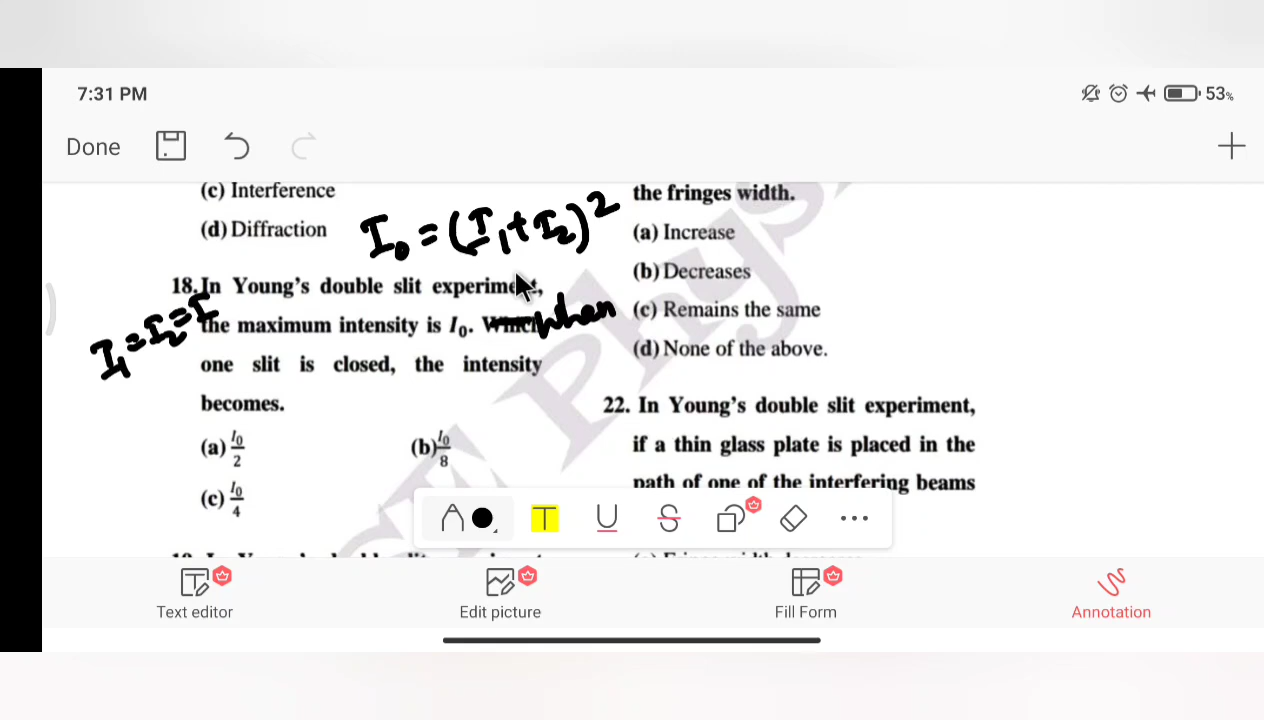 7:31 PM
53%
Done
(c) Interference
(d) Diffraction
I₀ = (I₁ + I₂)²
18. In Young's double slit experiment,
I₁ = I₂ = I
the maximum intensity is I₀. when
one slit is closed, the intensity
becomes.
(a) I₀/2 (b) I₀/8
(c) I₀/4
the fringes width.
(a) Increase
(b) Decreases
(c) Remains the same
(d) None of the above.
22. In Young's double slit experiment,
if a thin glass plate is placed in the
path of one of the interfering beams
T U S
Text editor
Edit picture
Fill Form
Annotation